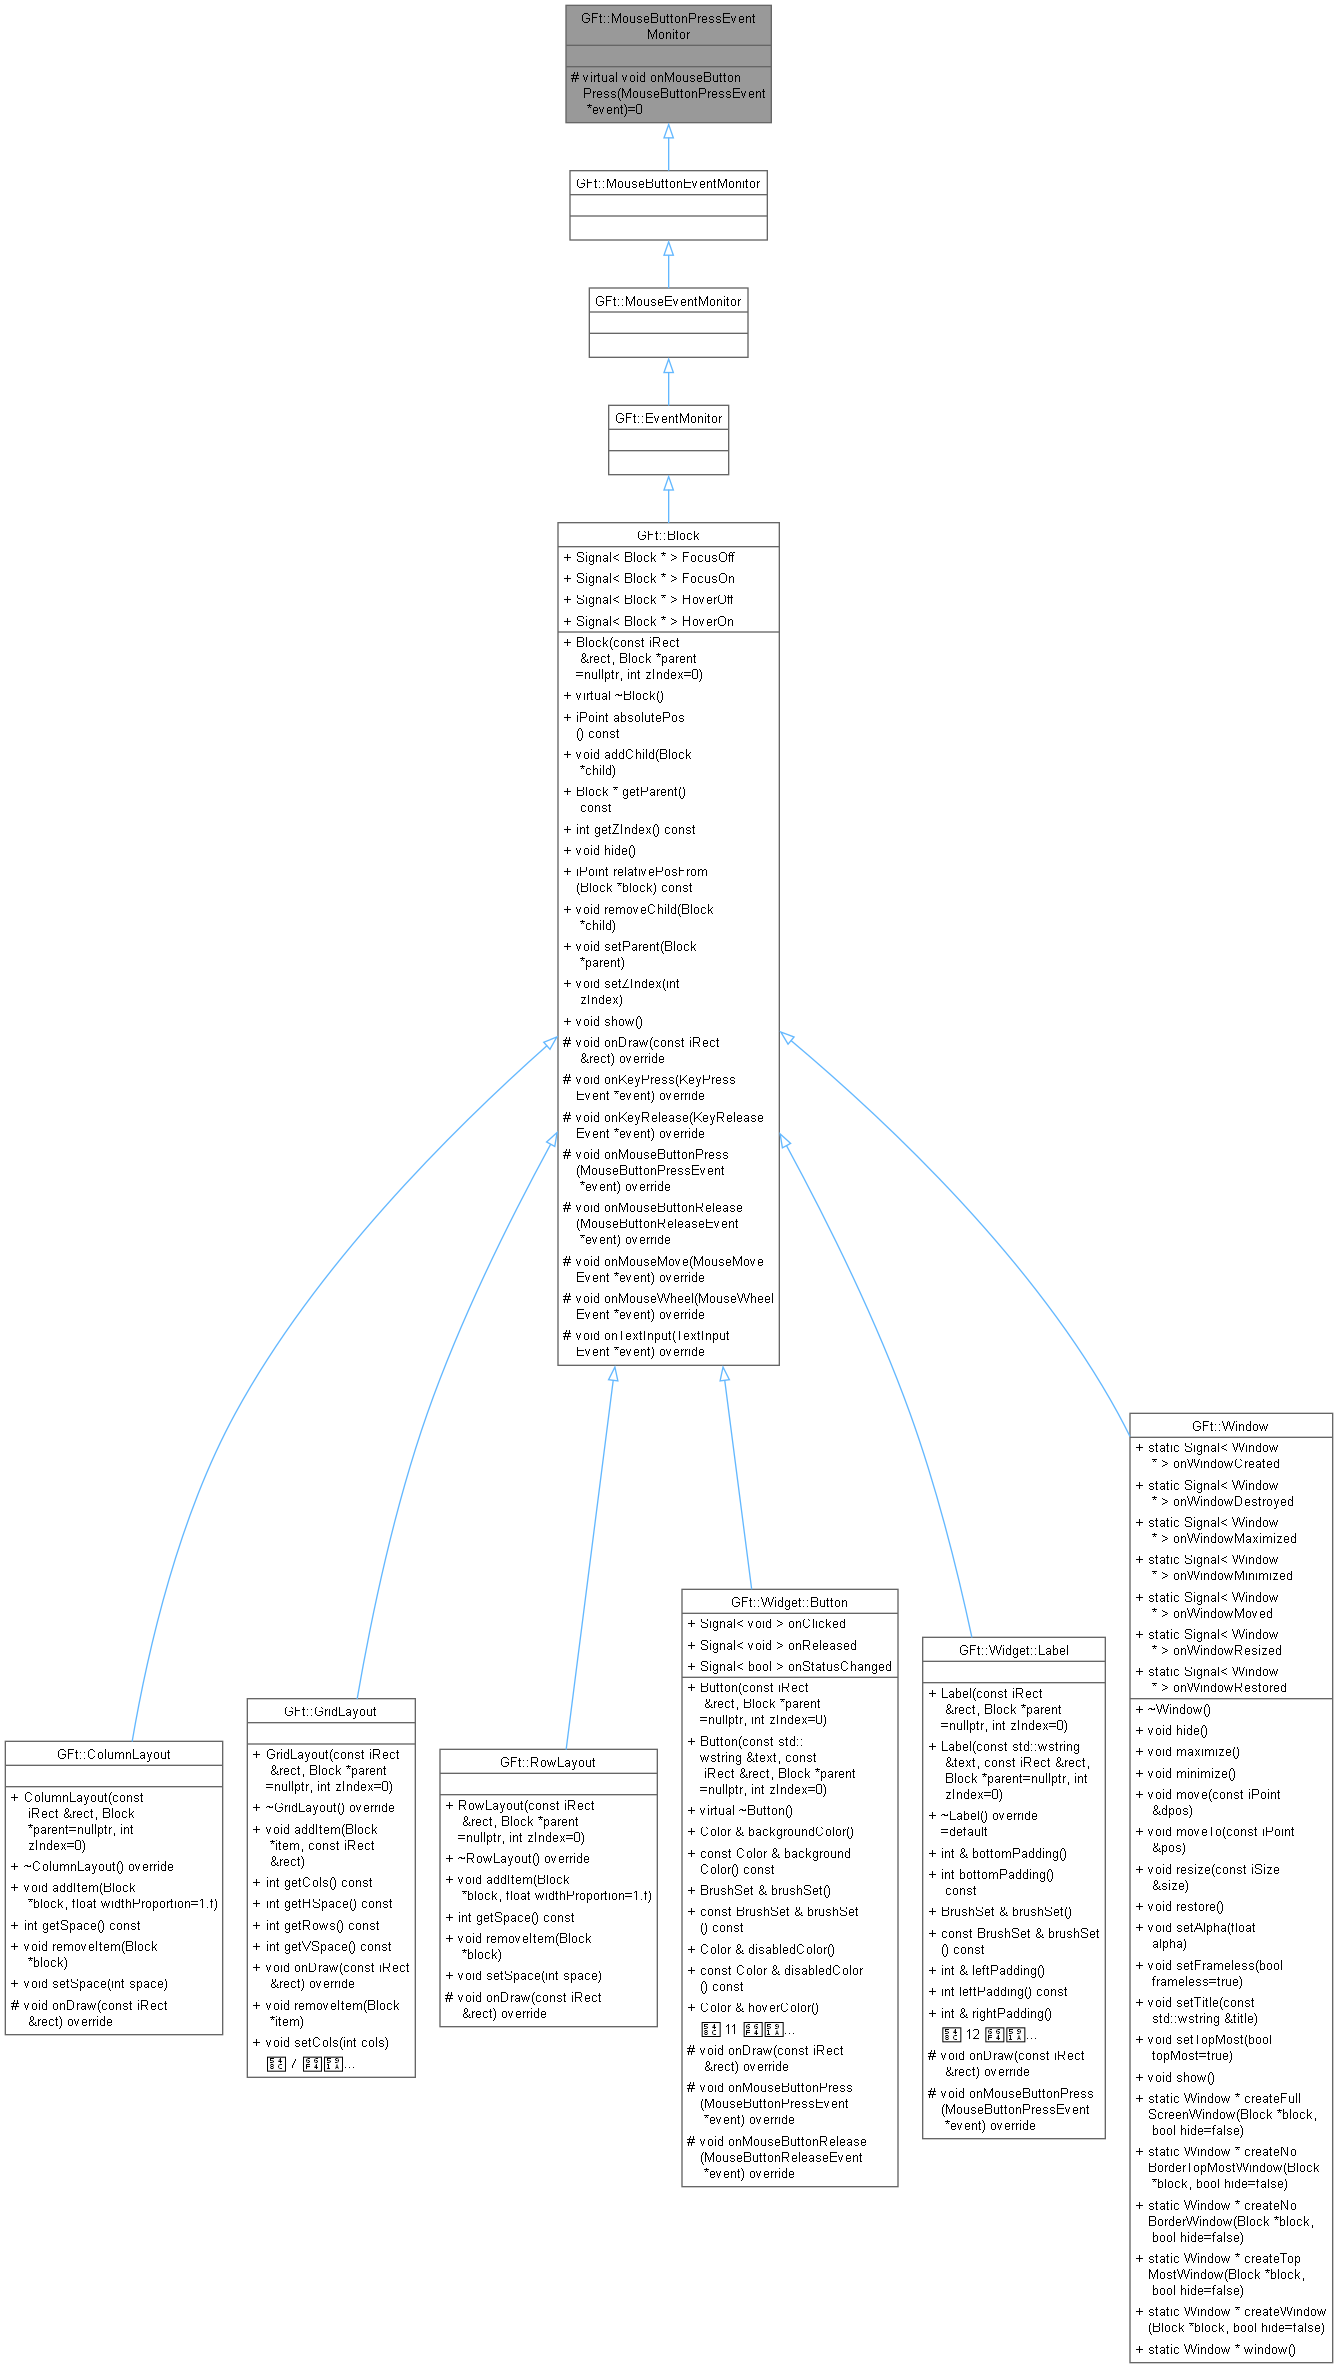 GFt::MouseButtonPressEvent
Monitor
# virtual void onMouseButton
Press(MouseButtonPressEvent
*event)=0
GFt::MouseButtonEventMonitor
GFt::MouseEventMonitor
GFt::EventMonitor
GFt::Block
+ Signal< Block * > FocusOff
+ Signal< Block * > FocusOn
+ Signal< Block * > HoverOff
+ Signal< Block * > HoverOn
+ Block(const iRect
&rect, Block *parent
=nullptr, int zIndex=0)
+ virtual ~Block()
+ iPoint absolutePos
() const
+ void addChild(Block
*child)
+ Block * getParent()
const
+ int getZIndex() const
+ void hide()
+ iPoint relativePosFrom
(Block *block) const
+ void removeChild(Block
*child)
+ void setParent(Block
*parent)
+ void setZIndex(int
zIndex)
+ void show()
# void onDraw(const iRect
&rect) override
# void onKeyPress(KeyPress
Event *event) override
# void onKeyRelease(KeyRelease
Event *event) override
# void onMouseButtonPress
(MouseButtonPressEvent
*event) override
# void onMouseButtonRelease
(MouseButtonReleaseEvent
*event) override
# void onMouseMove(MouseMove
Event *event) override
# void onMouseWheel(MouseWheel
Event *event) override
# void onTextInput(TextInput
Event *event) override
GFt::ColumnLayout
+ ColumnLayout(const
iRect &rect, Block
*parent=nullptr, int
zIndex=0)
+ ~ColumnLayout() override
+ void addItem(Block
*block, float widthProportion=1.f)
+ int getSpace() const
+ void removeItem(Block
*block)
+ void setSpace(int space)
# void onDraw(const iRect
&rect) override
GFt::GridLayout
+ GridLayout(const iRect
&rect, Block *parent
=nullptr, int zIndex=0)
+ ~GridLayout() override
+ void addItem(Block
*item, const iRect
&rect)
+ int getCols() const
+ int getHSpace() const
+ int getRows() const
+ int getVSpace() const
+ void onDraw(const iRect
&rect) override
+ void removeItem(Block
*item)
+ void setCols(int cols)
和 7 更多...
GFt::RowLayout
+ RowLayout(const iRect
&rect, Block *parent
=nullptr, int zIndex=0)
+ ~RowLayout() override
+ void addItem(Block
*block, float widthProportion=1.f)
+ int getSpace() const
+ void removeItem(Block
*block)
+ void setSpace(int space)
# void onDraw(const iRect
&rect) override
GFt::Widget::Button
+ Signal< void > onClicked
+ Signal< void > onReleased
+ Signal< bool > onStatusChanged
+ Button(const iRect
&rect, Block *parent
=nullptr, int zIndex=0)
+ Button(const std::
wstring &text, const
iRect &rect, Block *parent
=nullptr, int zIndex=0)
+ virtual ~Button()
+ Color & backgroundColor()
+ const Color & background
Color() const
+ BrushSet & brushSet()
+ const BrushSet & brushSet
() const
+ Color & disabledColor()
+ const Color & disabledColor
() const
+ Color & hoverColor()
和 11 更多...
# void onDraw(const iRect
&rect) override
# void onMouseButtonPress
(MouseButtonPressEvent
*event) override
# void onMouseButtonRelease
(MouseButtonReleaseEvent
*event) override
GFt::Widget::Label
+ Label(const iRect
&rect, Block *parent
=nullptr, int zIndex=0)
+ Label(const std::wstring
&text, const iRect &rect,
Block *parent=nullptr, int
zIndex=0)
+ ~Label() override
=default
+ int & bottomPadding()
+ int bottomPadding()
const
+ BrushSet & brushSet()
+ const BrushSet & brushSet
() const
+ int & leftPadding()
+ int leftPadding() const
+ int & rightPadding()
和 12 更多...
# void onDraw(const iRect
&rect) override
# void onMouseButtonPress
(MouseButtonPressEvent
*event) override
GFt::Window
+ static Signal< Window
* > onWindowCreated
+ static Signal< Window
* > onWindowDestroyed
+ static Signal< Window
* > onWindowMaximized
+ static Signal< Window
* > onWindowMinimized
+ static Signal< Window
* > onWindowMoved
+ static Signal< Window
* > onWindowResized
+ static Signal< Window
* > onWindowRestored
+ ~Window()
+ void hide()
+ void maximize()
+ void minimize()
+ void move(const iPoint
&dpos)
+ void moveTo(const iPoint
&pos)
+ void resize(const iSize
&size)
+ void restore()
+ void setAlpha(float
alpha)
+ void setFrameless(bool
frameless=true)
+ void setTitle(const
std::wstring &title)
+ void setTopMost(bool
topMost=true)
+ void show()
+ static Window * createFull
ScreenWindow(Block *block,
bool hide=false)
+ static Window * createNo
BorderTopMostWindow(Block
*block, bool hide=false)
+ static Window * createNo
BorderWindow(Block *block,
bool hide=false)
+ static Window * createTop
MostWindow(Block *block,
bool hide=false)
+ static Window * createWindow
(Block *block, bool hide=false)
+ static Window * window()